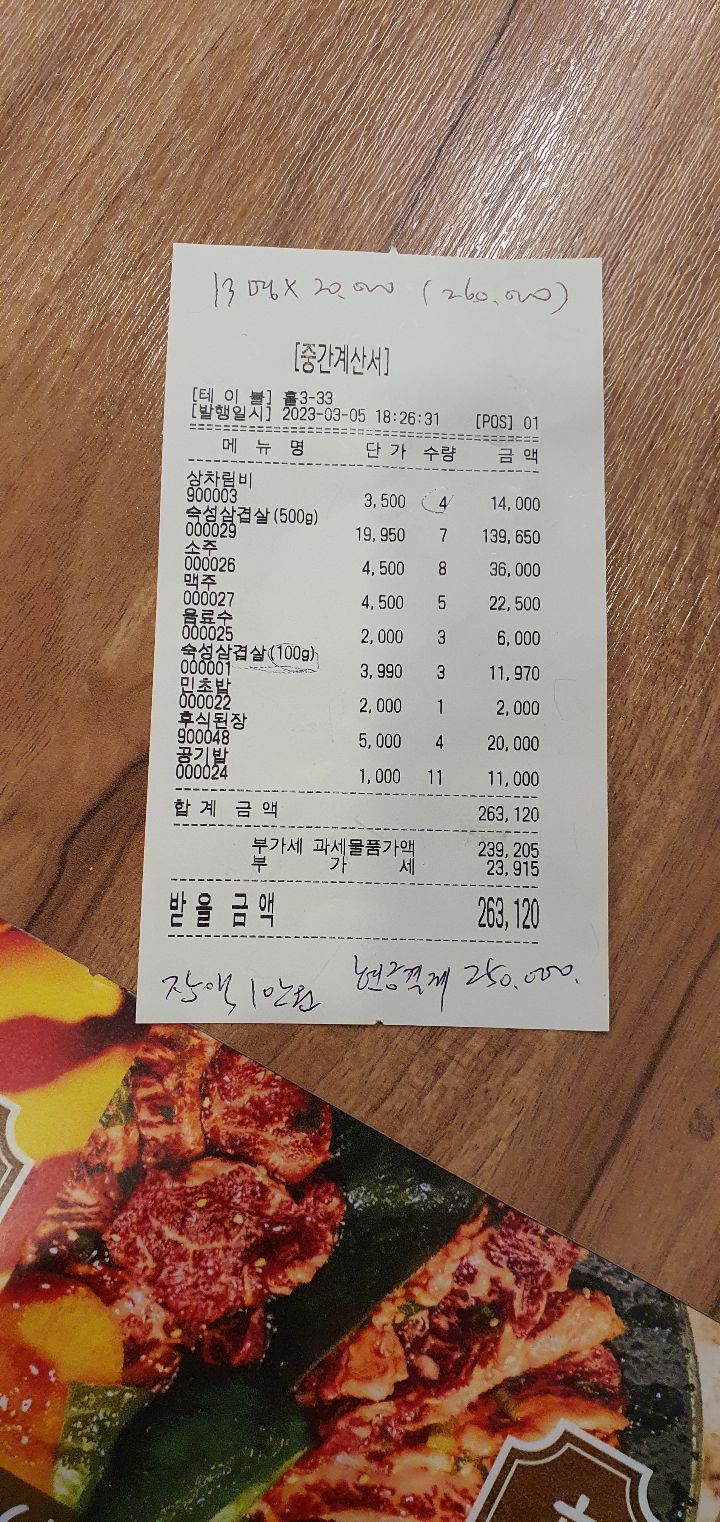 13명 X 20.000 (260.000)
[중간계산서]
[테 이 블] 홀3-33
[발행일시] 2023-03-05 18:26:31 [POS] 01
메 뉴 명 단 가 수량 금 액
상차림비
900003 3,500 4 14,000
숙성삼겹살(500g)
000029 19,950 7 139,650
소주
000026 4,500 8 36,000
맥주
000027 4,500 5 22,500
음료수
000025 2,000 3 6,000
숙성삼겹살(100g)
000001 3,990 3 11,970
민초밥
000022 2,000 1 2,000
후식된장
900048 5,000 4 20,000
공기밥
000024 1,000 11 11,000
합 계 금 액 263,120
부가세 과세물품가액 239,205
부 가 세 23,915
받 을 금 액 263,120
잔액 1만원 현금결제 250.000.